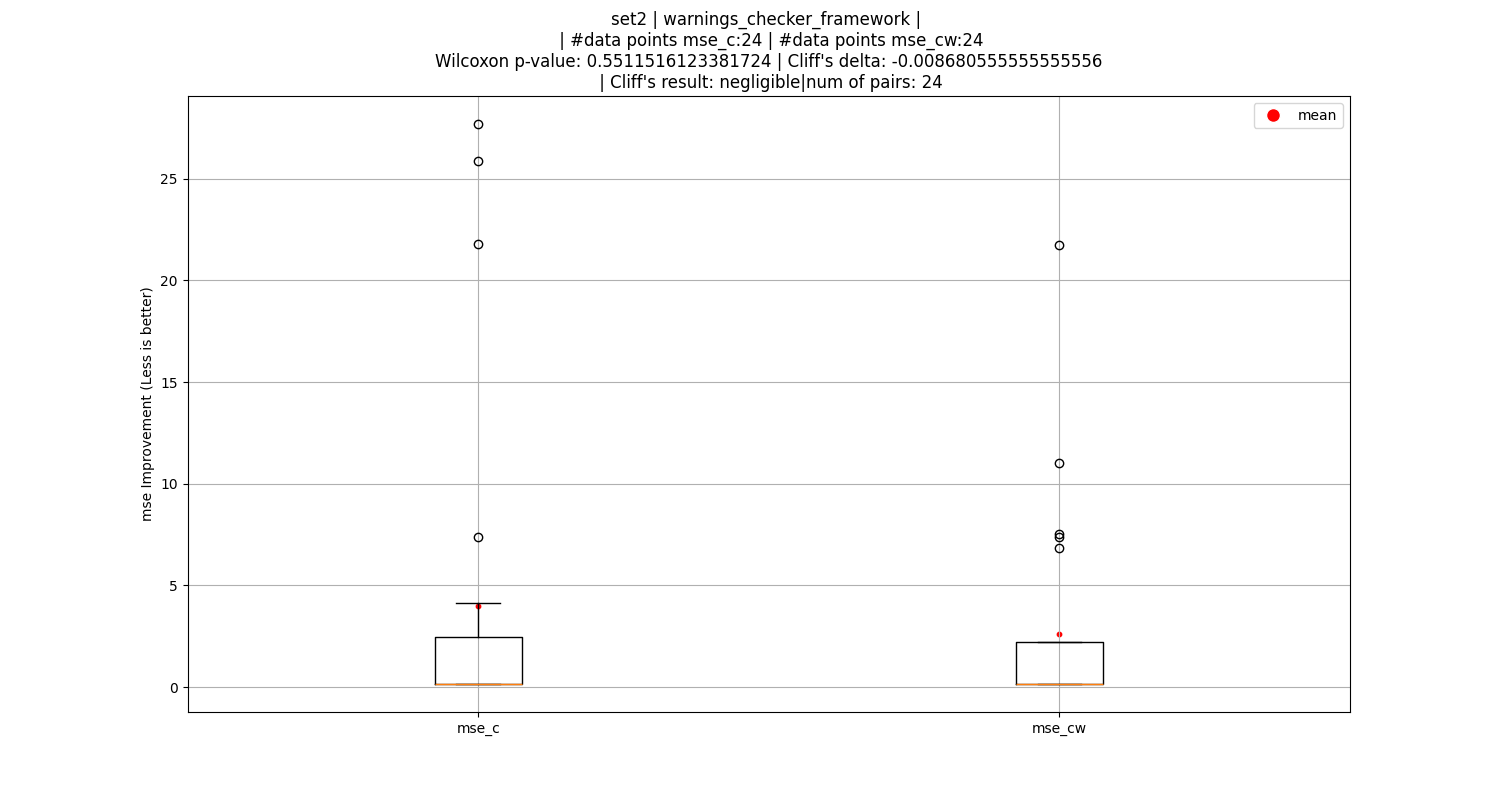 set2 | warnings_checker_framework |
| #data points mse_c:24 | #data points mse_cw:24
Wilcoxon p-value: 0.5511516123381724 | Cliff's delta: -0.008680555555555556
| Cliff's result: negligible|num of pairs: 24
mean
mse Improvement (Less is better)
25
20
15
10
5
0
mse_c
mse_cw